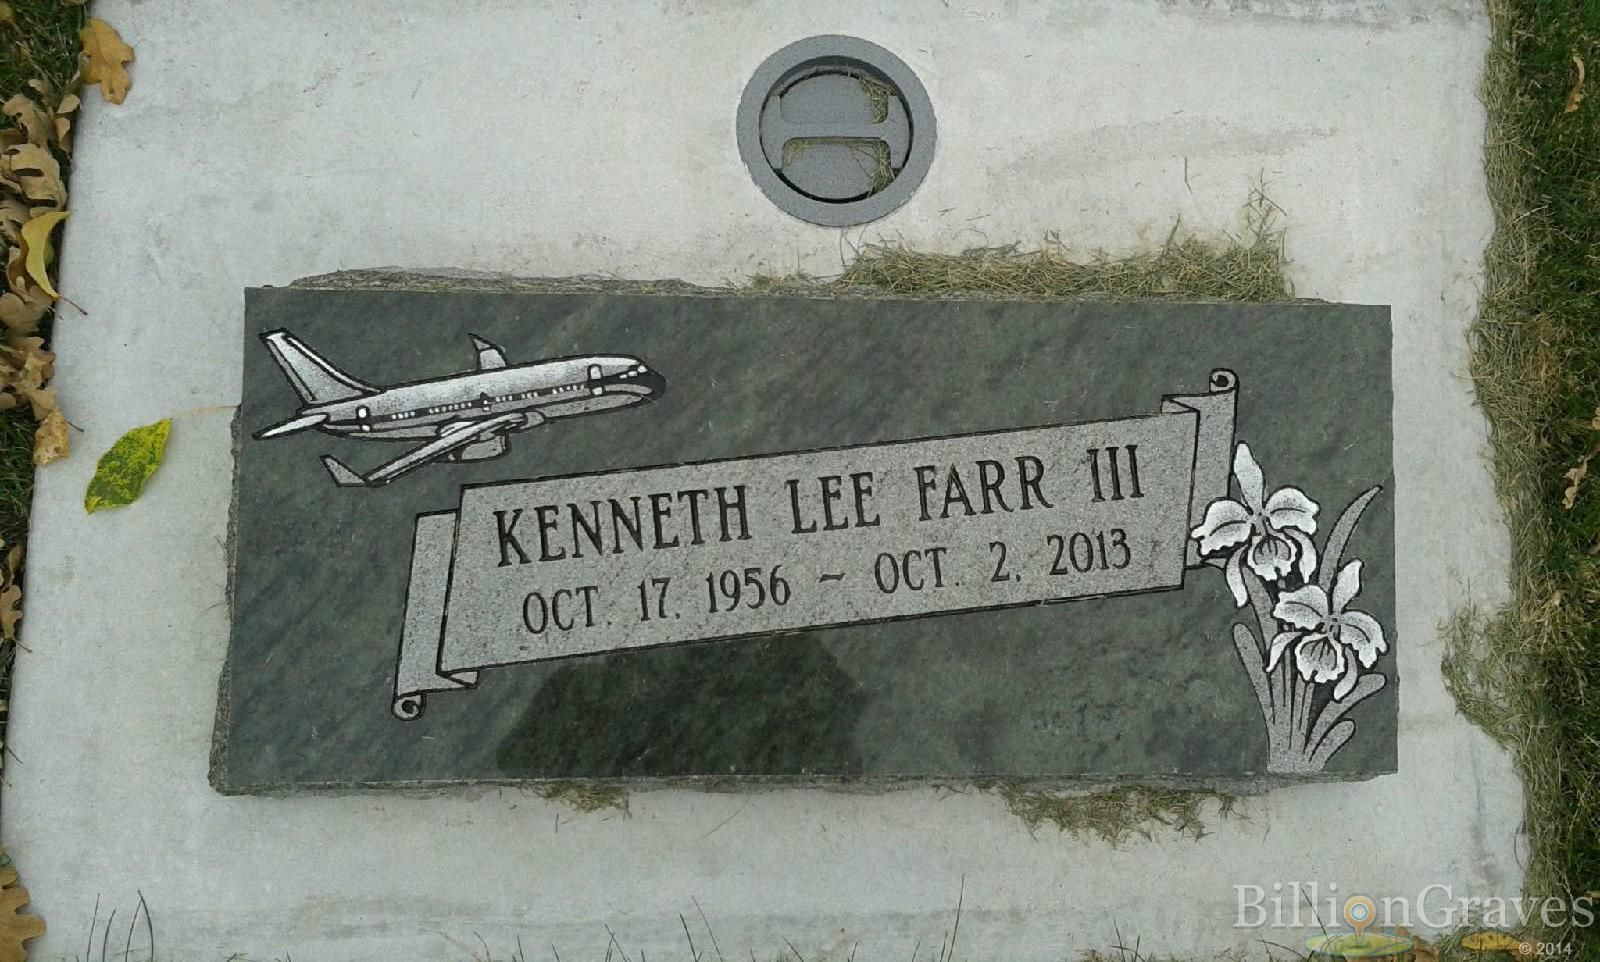 KENNETH LEE FARR III
OCT. 17, 1956 ~ OCT. 2, 2013
BillionGraves
© 2014